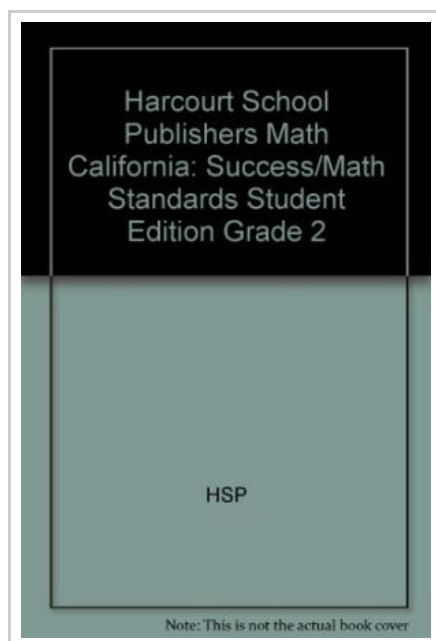 Harcourt School
Publishers Math
California: Success/Math
Standards Student
Edition Grade 2
HSP
Note: This is not the actual book cover